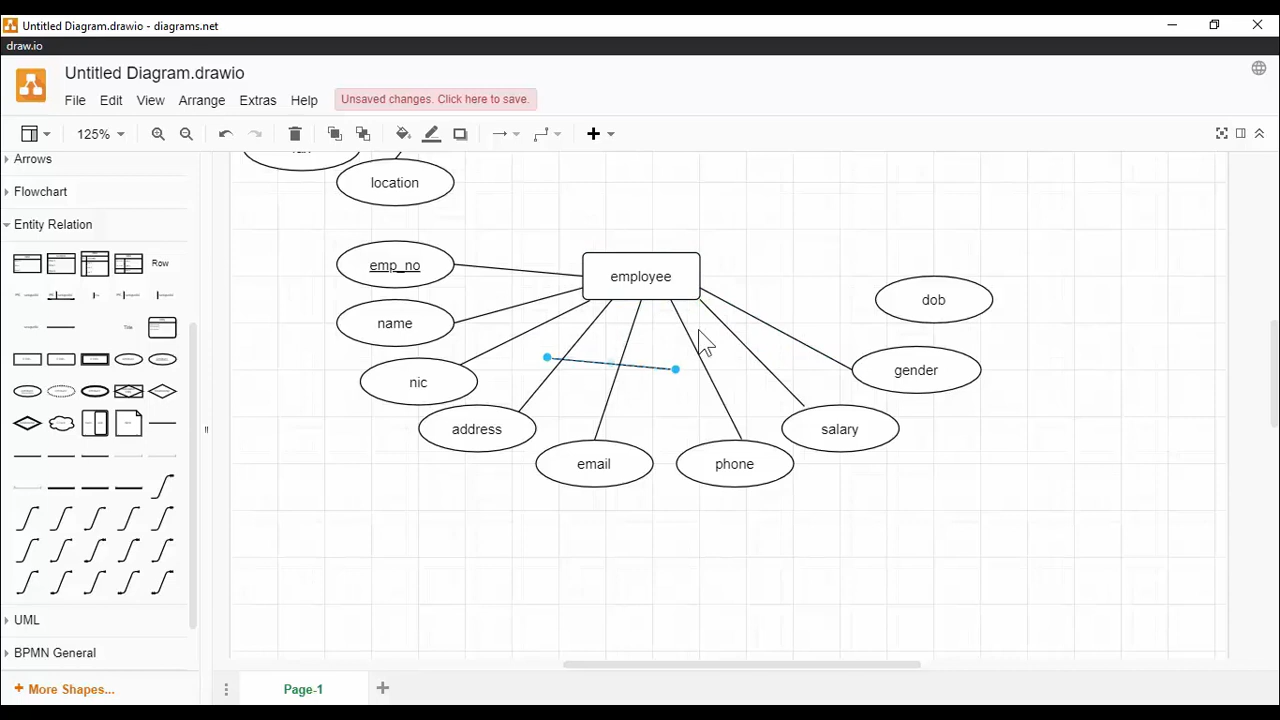 Untitled Diagram.drawio - diagrams.net
draw.io
Untitled Diagram.drawio
File Edit View Arrange Extras Help
Unsaved changes. Click here to save.
125%
Arrows
Flowchart
Entity Relation
Row
Title
UML
BPMN General
+ More Shapes...
location
emp_no
employee
dob
name
gender
nic
address
salary
email
phone
Page-1